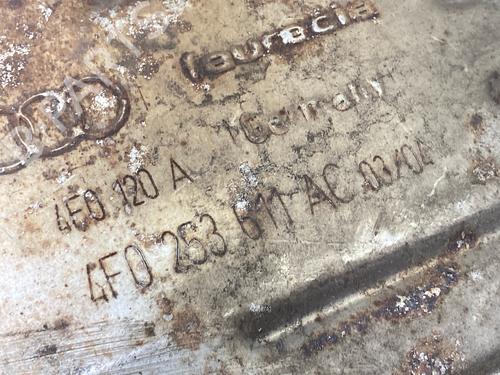 faurecia
Germany
4E0 120 A
4F0 253 611 AC 03/04